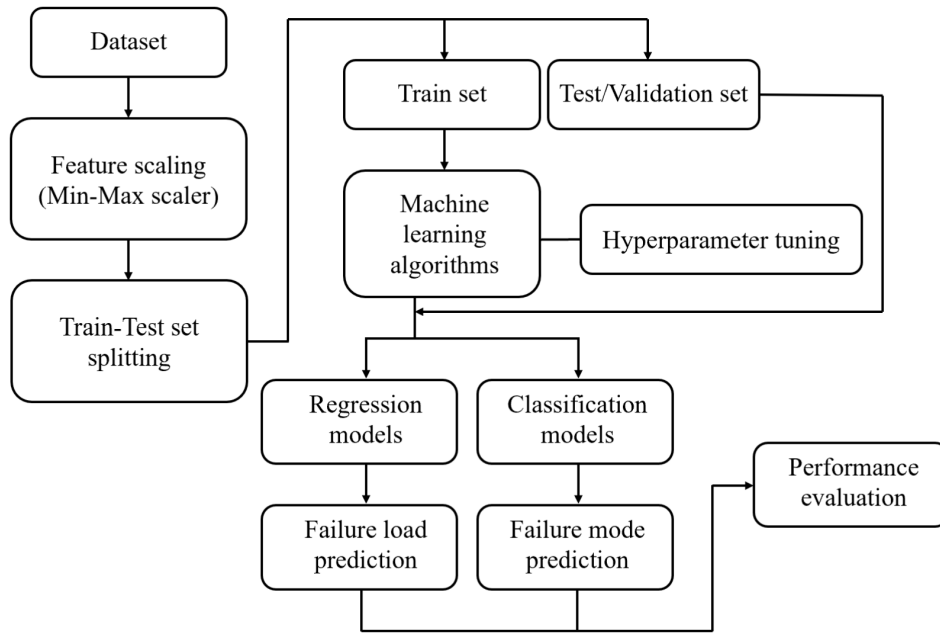 Dataset
Feature scaling
(Min-Max scaler)
Train-Test set
splitting
Train set
Test/Validation set
Machine
learning
algorithms
Hyperparameter tuning
Regression
models
Classification
models
Failure load
prediction
Failure mode
prediction
Performance
evaluation